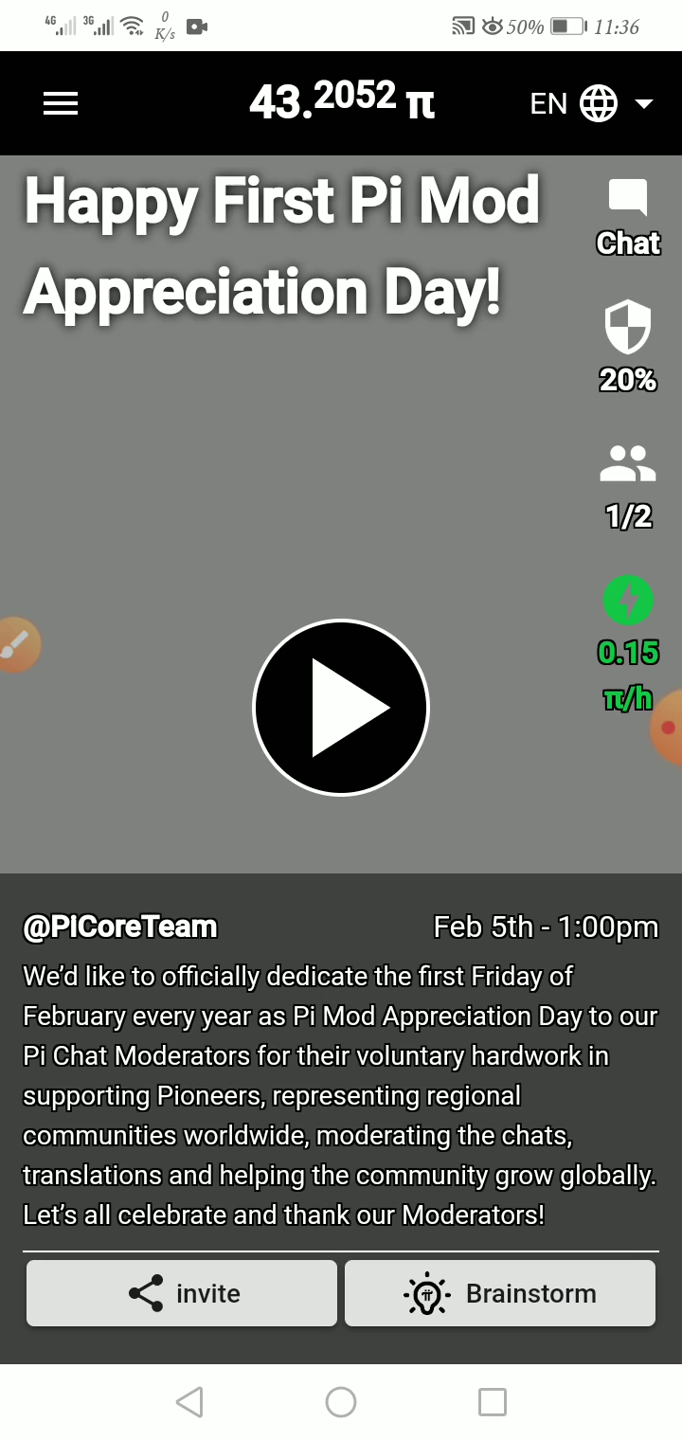 4G 3G 0 K/s 50% 11:36
43.2052 π EN
Happy First Pi Mod
Appreciation Day!
Chat
20%
1/2
0.15
π/h
@PiCoreTeam Feb 5th - 1:00pm
We’d like to officially dedicate the first Friday of
February every year as Pi Mod Appreciation Day to our
Pi Chat Moderators for their voluntary hardwork in
supporting Pioneers, representing regional
communities worldwide, moderating the chats,
translations and helping the community grow globally.
Let’s all celebrate and thank our Moderators!
invite Brainstorm